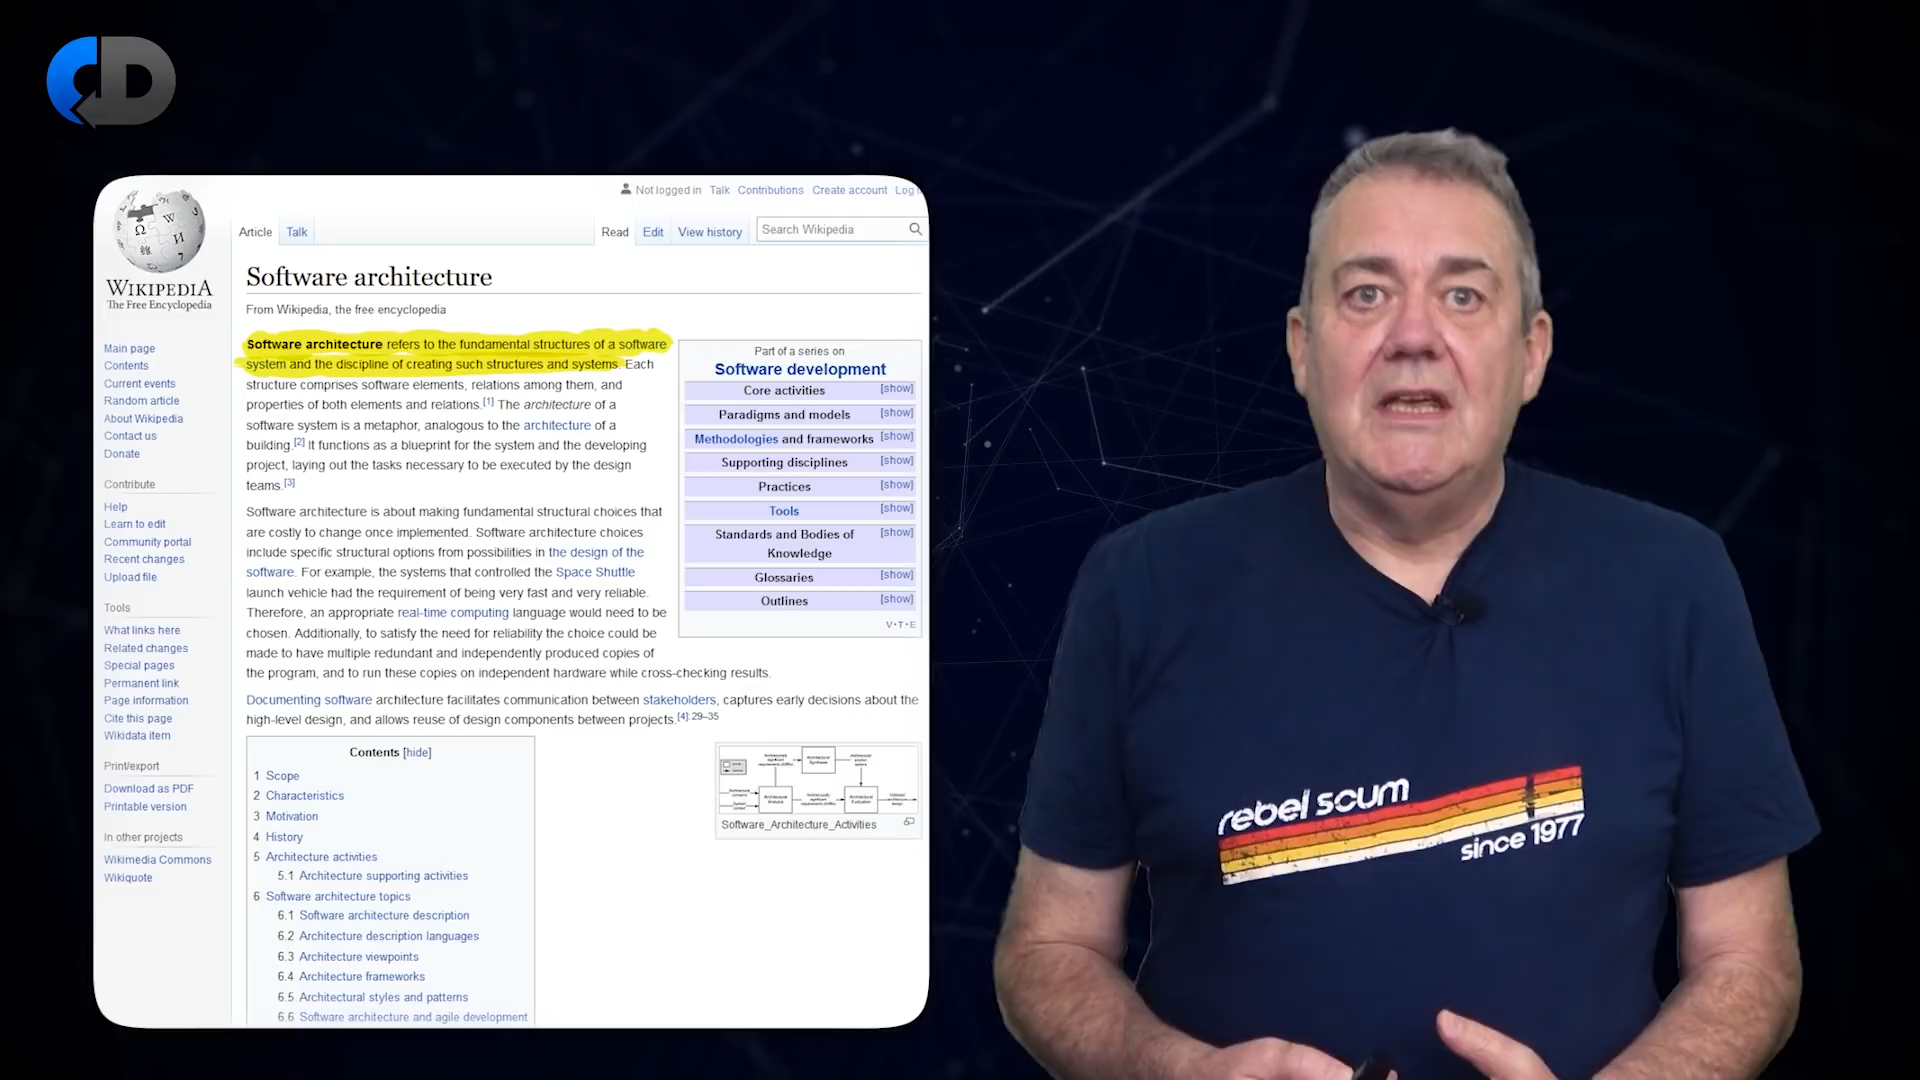 CD
Not logged in Talk Contributions Create account Log
Article Talk Read Edit View history Search Wikipedia
WIKIPEDIA
The Free Encyclopedia
Main page
Contents
Current events
Random article
About Wikipedia
Contact us
Donate
Contribute
Help
Learn to edit
Community portal
Recent changes
Upload file
Tools
What links here
Related changes
Special pages
Permanent link
Page information
Cite this page
Wikidata item
Print/export
Download as PDF
Printable version
In other projects
Wikimedia Commons
Wikiquote
Software architecture
From Wikipedia, the free encyclopedia
Software architecture refers to the fundamental structures of a software
system and the discipline of creating such structures and systems. Each
structure comprises software elements, relations among them, and
properties of both elements and relations.[1] The architecture of a
software system is a metaphor, analogous to the architecture of a
building.[2] It functions as a blueprint for the system and the developing
project, laying out the tasks necessary to be executed by the design
teams.[3]
Software architecture is about making fundamental structural choices that
are costly to change once implemented. Software architecture choices
include specific structural options from possibilities in the design of the
software. For example, the systems that controlled the Space Shuttle
launch vehicle had the requirement of being very fast and very reliable.
Therefore, an appropriate real-time computing language would need to be
chosen. Additionally, to satisfy the need for reliability the choice could be
made to have multiple redundant and independently produced copies of
the program, and to run these copies on independent hardware while cross-checking results.
Documenting software architecture facilitates communication between stakeholders, captures early decisions about the
high-level design, and allows reuse of design components between projects.[4]:29–35
Part of a series on
Software development
Core activities [show]
Paradigms and models [show]
Methodologies and frameworks [show]
Supporting disciplines [show]
Practices [show]
Tools [show]
Standards and Bodies of [show]
Knowledge
Glossaries [show]
Outlines [show]
V·T·E
Contents [hide]
1 Scope
2 Characteristics
3 Motivation
4 History
5 Architecture activities
5.1 Architecture supporting activities
6 Software architecture topics
6.1 Software architecture description
6.2 Architecture description languages
6.3 Architecture viewpoints
6.4 Architecture frameworks
6.5 Architectural styles and patterns
6.6 Software architecture and agile development
Software_Architecture_Activities
rebel scum
since 1977